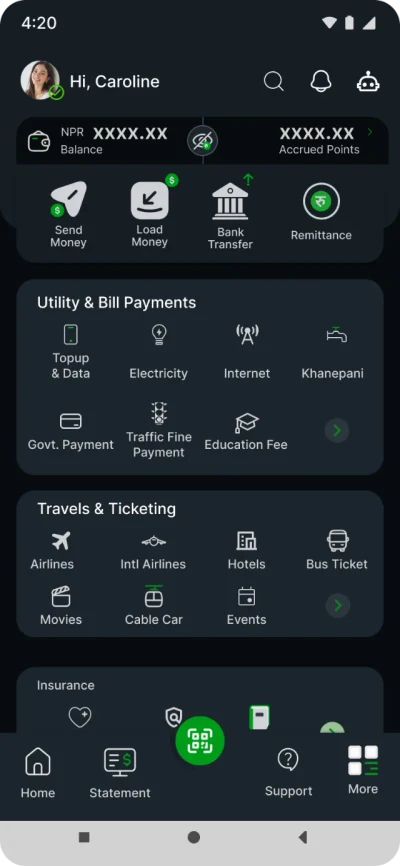 4:20
Hi, Caroline
NPR XXXX.XX
Balance
XXXX.XX
Accrued Points
$
$
रु
Send
Money
Load
Money
Bank
Transfer
Remittance
Utility & Bill Payments
Topup
& Data
Electricity
Internet
Khanepani
Govt. Payment
Traffic Fine
Payment
Education Fee
Travels & Ticketing
Airlines
Intl Airlines
Hotels
Bus Ticket
Movies
Cable Car
Events
Insurance
$
?
Home
Statement
Support
More